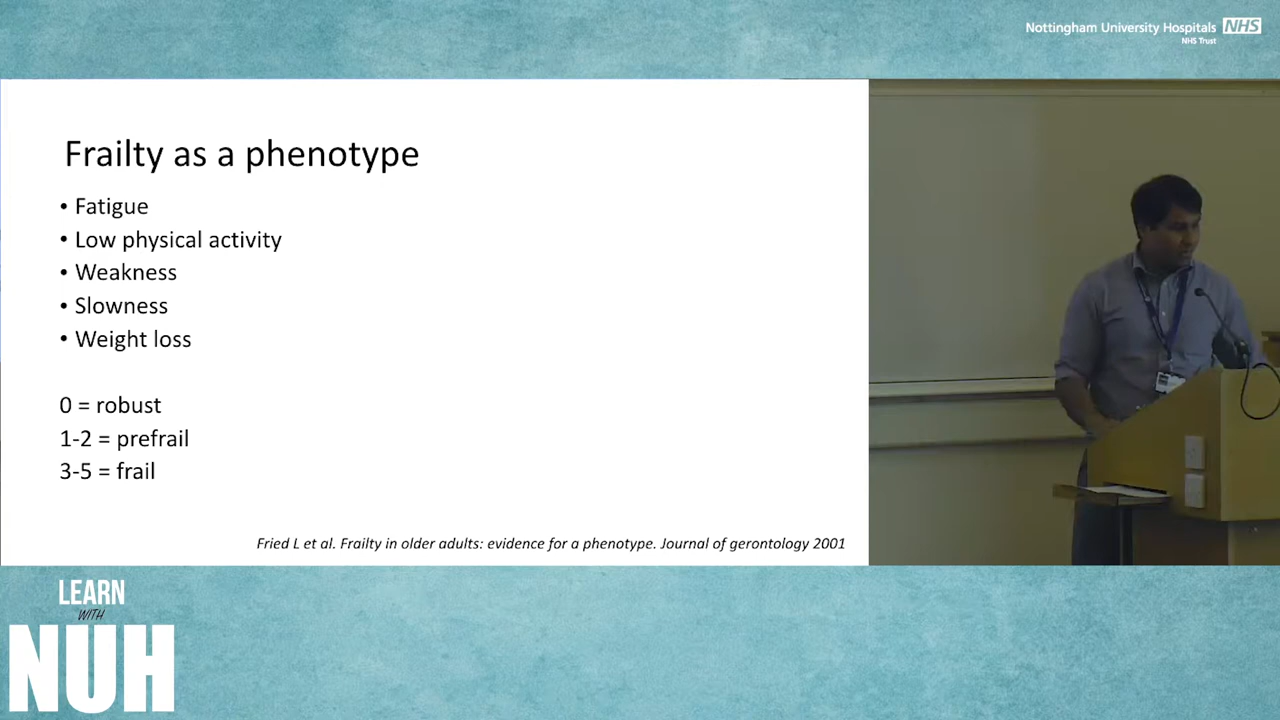 Nottingham University Hospitals NHS
NHS Trust
Frailty as a phenotype
• Fatigue
• Low physical activity
• Weakness
• Slowness
• Weight loss
0 = robust
1-2 = prefrail
3-5 = frail
Fried L et al. Frailty in older adults: evidence for a phenotype. Journal of gerontology 2001
LEARN
WITH
NUH